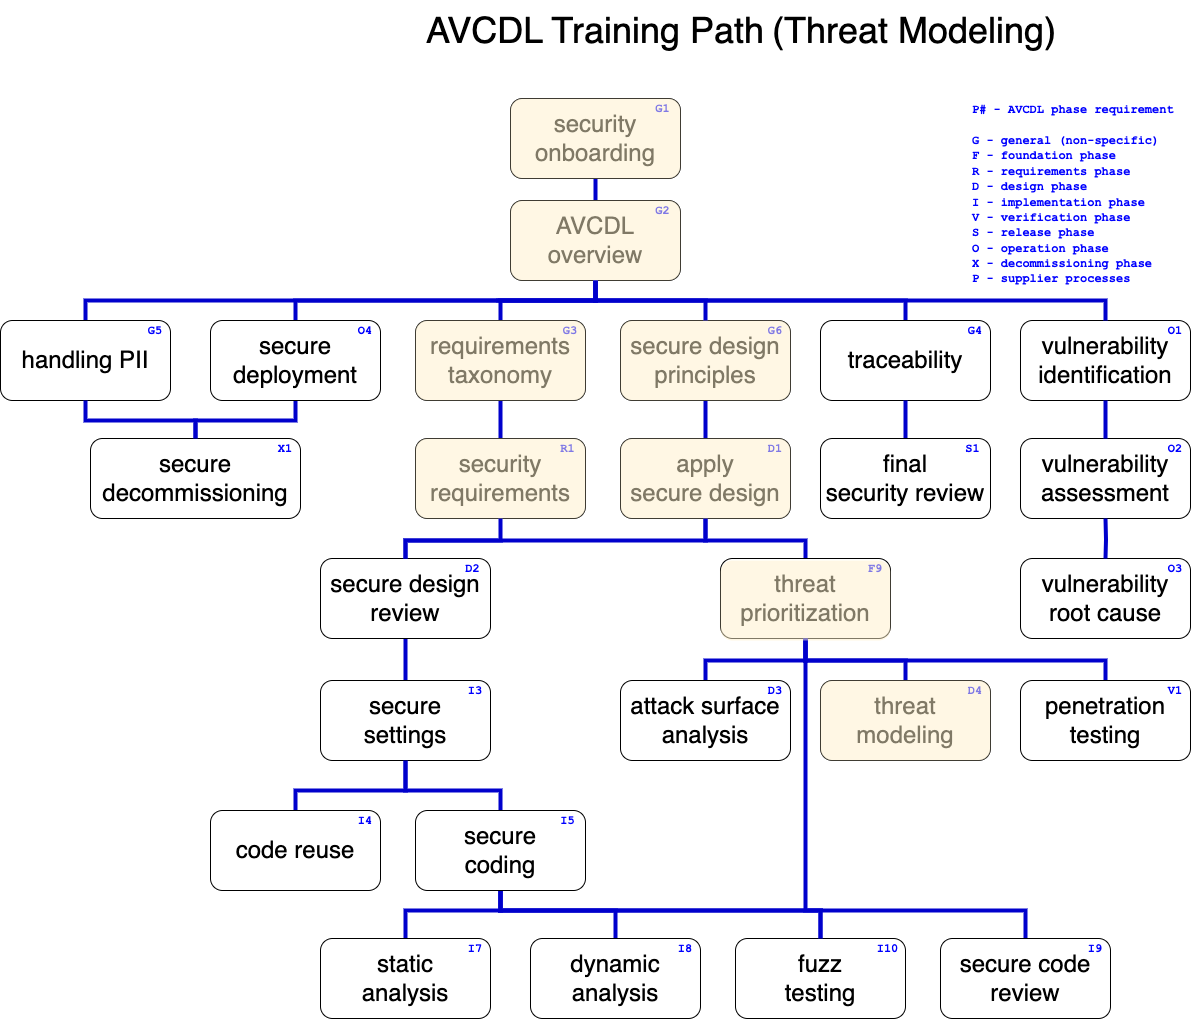 AVCDL Training Path (Threat Modeling)
P# - AVCDL phase requirement
G - general (non-specific)
F - foundation phase
R - requirements phase
D - design phase
I - implementation phase
V - verification phase
S - release phase
O - operation phase
X - decommissioning phase
P - supplier processes
G1
security
onboarding
G2
AVCDL
overview
G5
handling PII
O4
secure
deployment
G3
requirements
taxonomy
G6
secure design
principles
G4
traceability
O1
vulnerability
identification
X1
secure
decommissioning
R1
security
requirements
D1
apply
secure design
S1
final
security review
O2
vulnerability
assessment
D2
secure design
review
F9
threat
prioritization
O3
vulnerability
root cause
I3
secure
settings
D3
attack surface
analysis
D4
threat
modeling
V1
penetration
testing
I4
code reuse
I5
secure
coding
I7
static
analysis
I8
dynamic
analysis
I10
fuzz
testing
I9
secure code
review